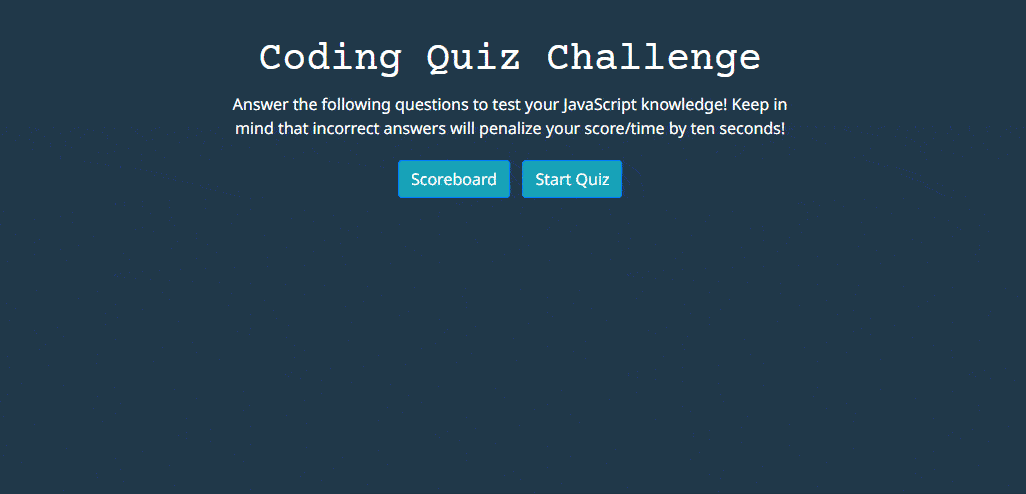 Coding Quiz Challenge
Answer the following questions to test your JavaScript knowledge! Keep in
mind that incorrect answers will penalize your score/time by ten seconds!
Scoreboard
Start Quiz